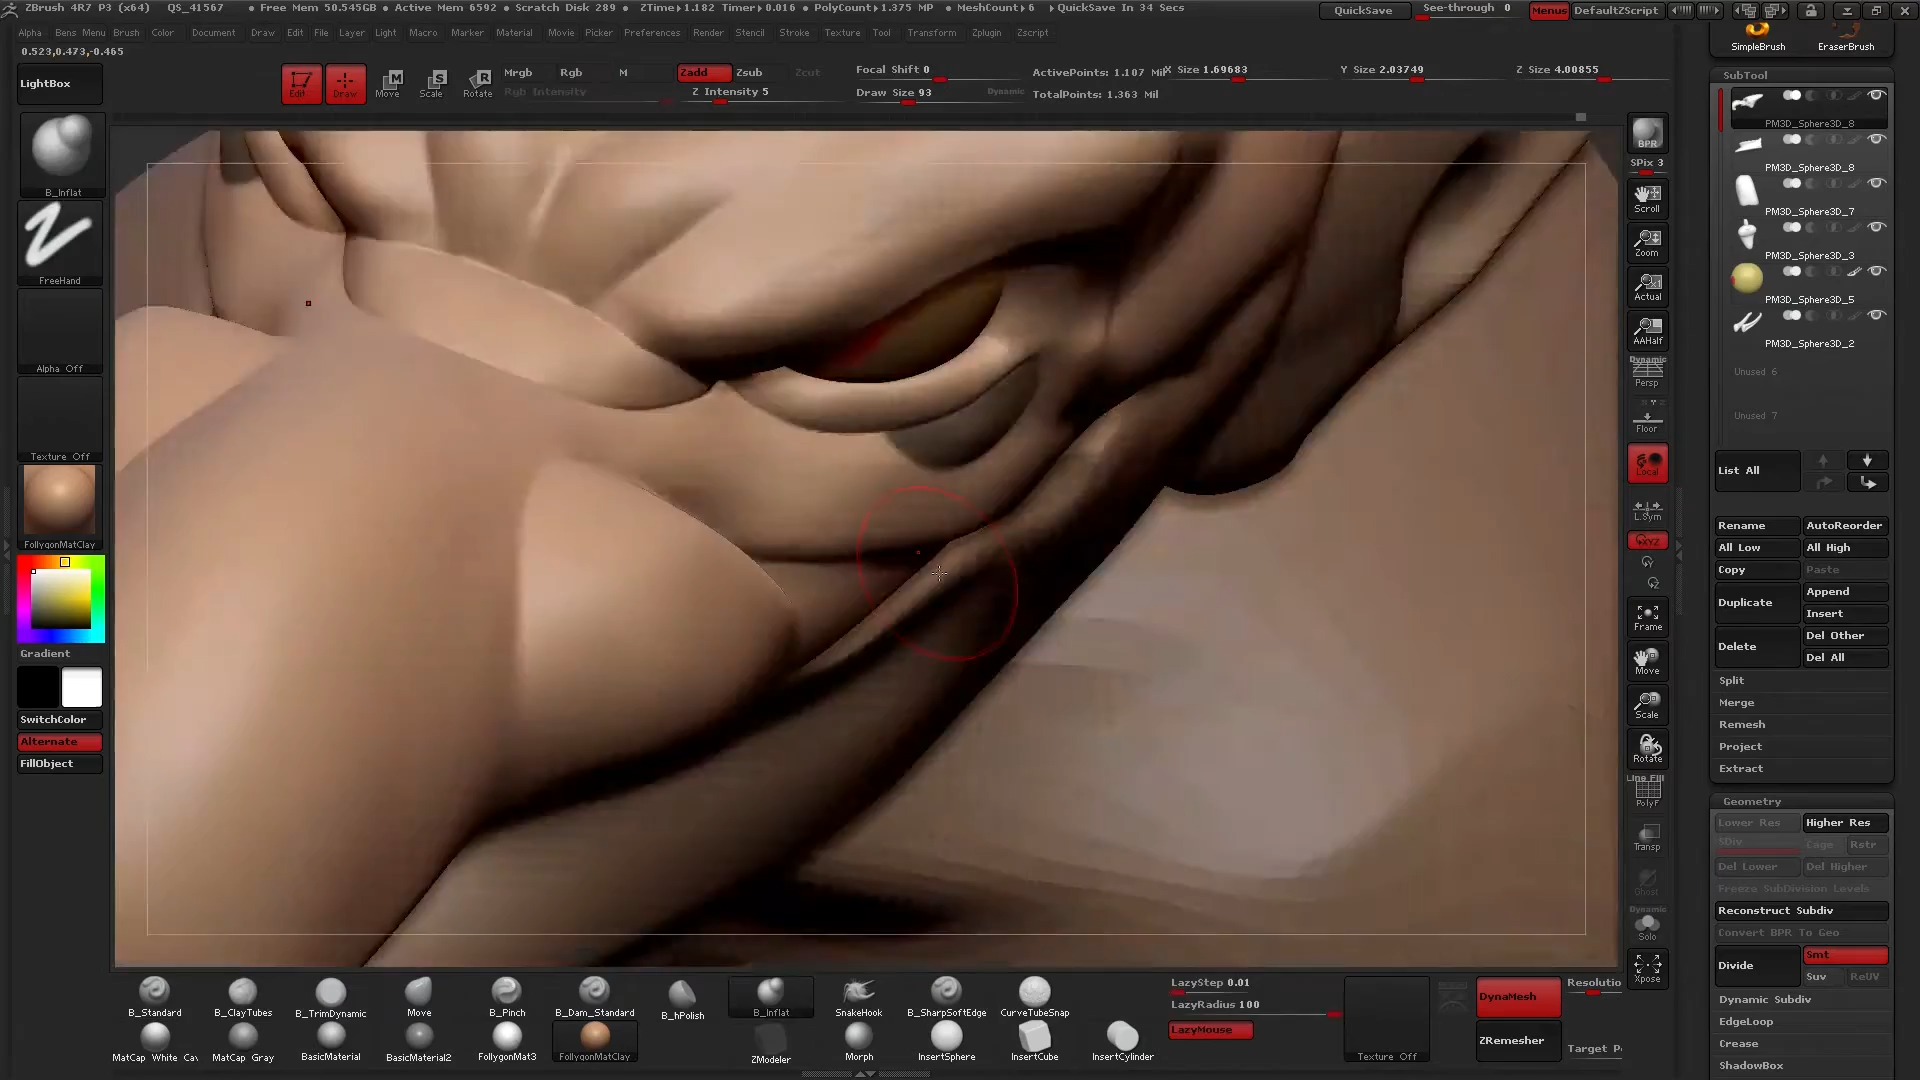 ZBrush 4R7 P3 (x64) QS_41567 • Free Mem 50.545GB • Active Mem 6592 • Scratch Disk 289 • ZTime▸1.182 Timer▸0.016 • PolyCount▸1.375 MP • MeshCount▸6 • QuickSave In 34 Secs QuickSave See-through 0 Menus DefaultZScript
Alpha Bens Menu Brush Color Document Draw Edit File Layer Light Macro Marker Material Movie Picker Preferences Render Stencil Stroke Texture Tool Transform Zplugin Zscript
0.523,0.473,-0.465
SimpleBrush EraserBrush
LightBox
Edit Draw Move Scale Rotate
Mrgb Rgb M Zadd Zsub Zcut
Rgb Intensity Z Intensity 5
Focal Shift 0
Draw Size 93 Dynamic
ActivePoints: 1.107 Mil
TotalPoints: 1.363 Mil
X Size 1.69683 Y Size 2.03749 Z Size 4.00855
B_Inflat
FreeHand
Alpha Off
Texture Off
FollygonMatClay
Gradient
SwitchColor
Alternate
FillObject
BPR
SPix 3
Scroll
Zoom
Actual
AAHalf
Dynamic
Persp
Floor
Local
L.Sym
XYZ
Frame
Move
Scale
Rotate
Line Fill
PolyF
Transp
Ghost
Dynamic
Solo
Xpose
SubTool
PM3D_Sphere3D_8
PM3D_Sphere3D_8
PM3D_Sphere3D_7
PM3D_Sphere3D_3
PM3D_Sphere3D_5
PM3D_Sphere3D_2
Unused 6
Unused 7
List All
Rename AutoReorder
All Low All High
Copy Paste
Duplicate Append
Insert
Delete Del Other
Del All
Split
Merge
Remesh
Project
Extract
Geometry
Lower Res Higher Res
SDiv Cage Rstr
Del Lower Del Higher
Freeze SubDivision Levels
Reconstruct Subdiv
Convert BPR To Geo
Divide Smt
Suv ReUV
Dynamic Subdiv
EdgeLoop
Crease
ShadowBox
B_Standard B_ClayTubes B_TrimDynamic Move B_Pinch B_Dam_Standard B_hPolish B_Inflat SnakeHook B_SharpSoftEdge CurveTubeSnap
MatCap White Cav MatCap Gray BasicMaterial BasicMaterial2 FollygonMat3 FollygonMatClay ZModeler Morph InsertSphere InsertCube InsertCylinder
LazyStep 0.01
LazyRadius 100
LazyMouse
Texture Off
DynaMesh
ZRemesher
Resolutio
Target Po